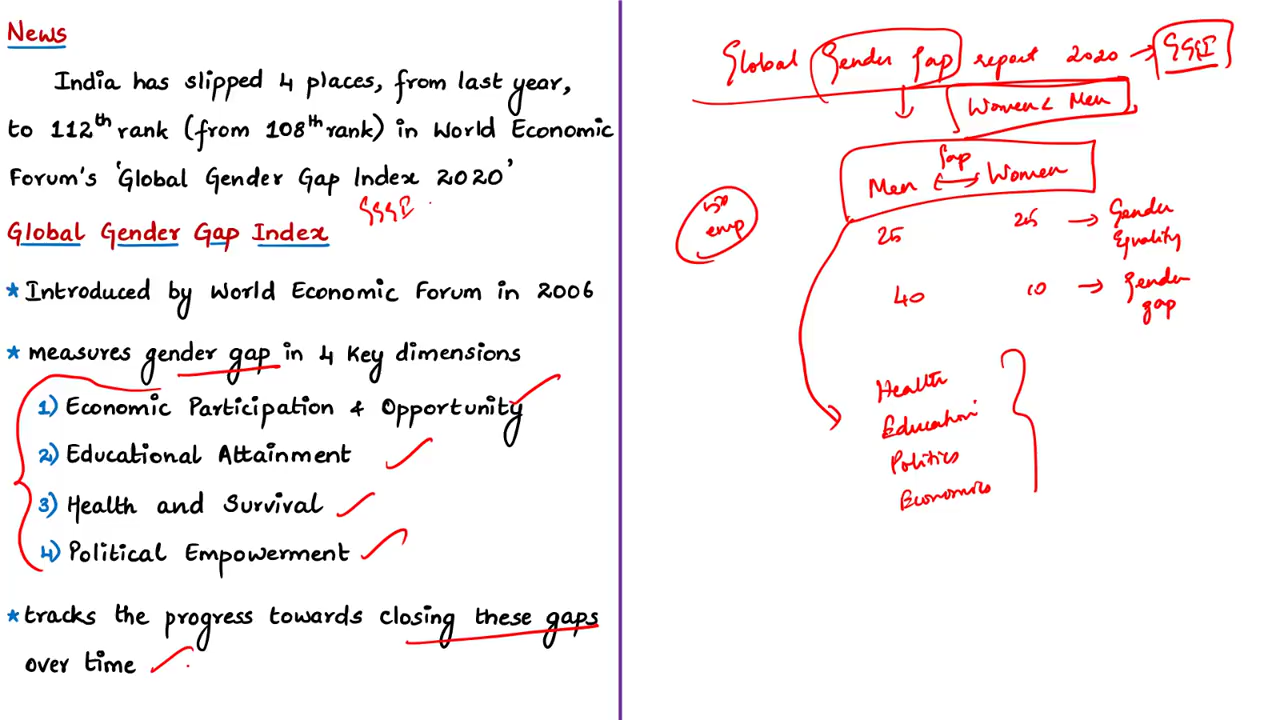 News
India has slipped 4 places, from last year,
to 112th rank (from 108th rank) in World Economic
Forum's 'Global Gender Gap Index 2020'
GGGI
Global Gender Gap Index
* Introduced by World Economic Forum in 2006
* measures gender gap in 4 key dimensions
1) Economic Participation & Opportunity
2) Educational Attainment
3) Health and Survival
4) Political Empowerment
* tracks the progress towards closing these gaps
over time
Global Gender Gap report 2020 → GGGI
Women < Men
Gap
Men ↔ Women
50
emp
25 25 → Gender
Equality
40 10 → Gender
gap
Health
Education
Politics
Economics